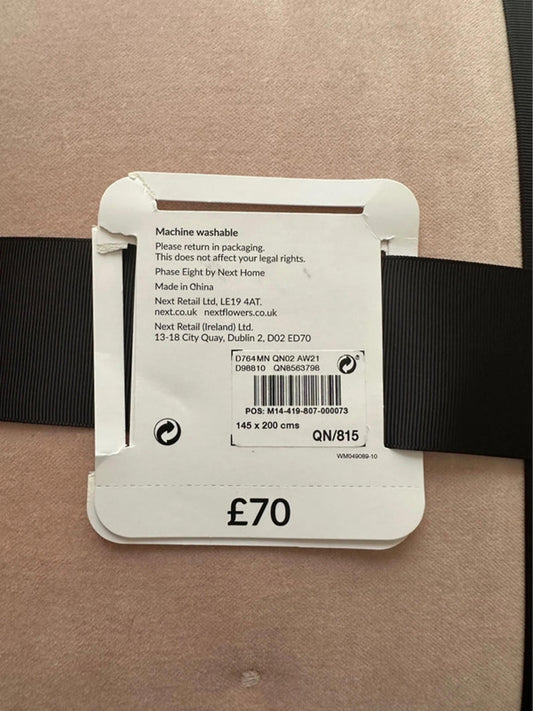 Machine washable
Please return in packaging.
This does not affect your legal rights.
Phase Eight by Next Home
Made in China
Next Retail Ltd, LE19 4AT.
next.co.uk nextflowers.co.uk
Next Retail (Ireland) Ltd.
13-18 City Quay, Dublin 2, D02 ED70
D764MN QN02 AW21
D98810 QN8563798
POS: M14-419-807-000073
145 x 200 cms
QN/815
WM049089-10
£70